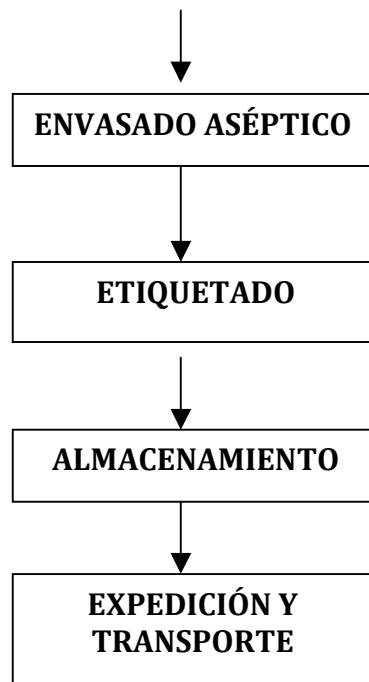 ENVASADO ASÉPTICO
ETIQUETADO
ALMACENAMIENTO
EXPEDICIÓN Y
TRANSPORTE